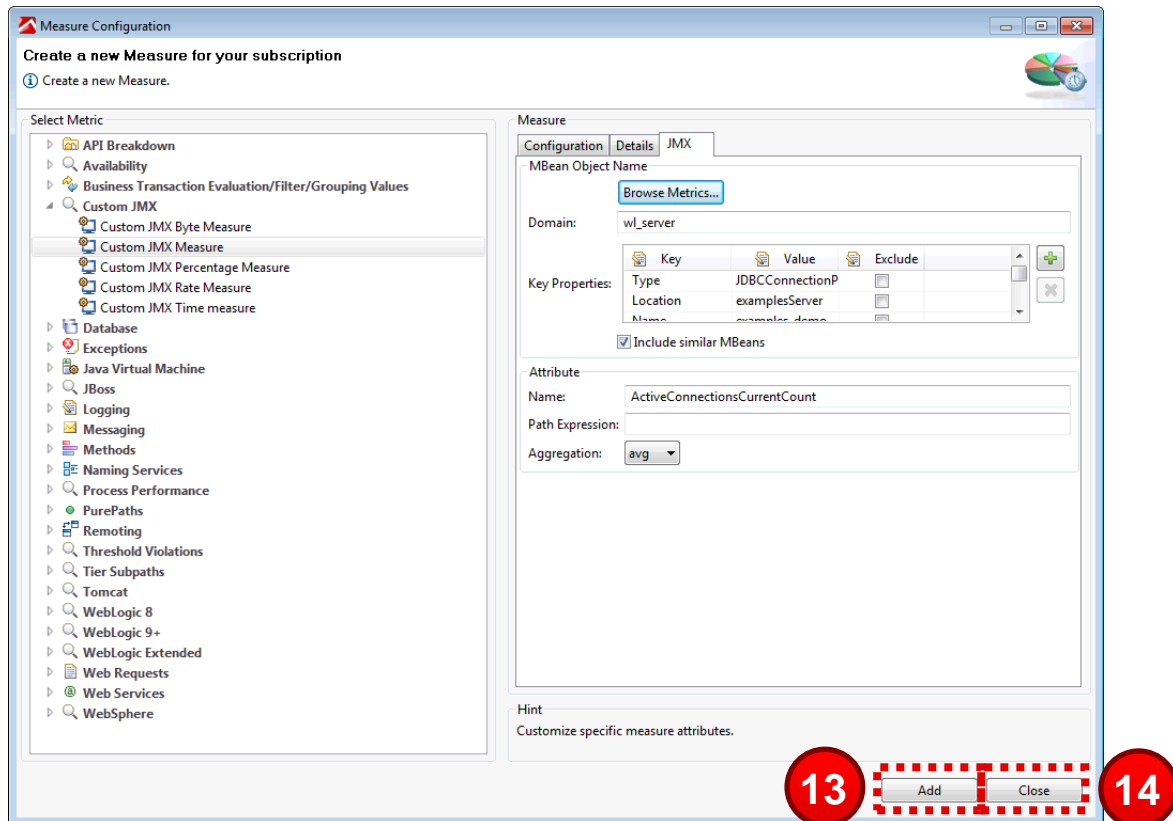 Measure Configuration
Create a new Measure for your subscription
Create a new Measure.
Select Metric
API Breakdown
Availability
Business Transaction Evaluation/Filter/Grouping Values
Custom JMX
Custom JMX Byte Measure
Custom JMX Measure
Custom JMX Percentage Measure
Custom JMX Rate Measure
Custom JMX Time measure
Database
Exceptions
Java Virtual Machine
JBoss
Logging
Messaging
Methods
Naming Services
Process Performance
PurePaths
Remoting
Threshold Violations
Tier Subpaths
Tomcat
WebLogic 8
WebLogic 9+
WebLogic Extended
Web Requests
Web Services
WebSphere
Measure
Configuration Details JMX
MBean Object Name
Browse Metrics...
Domain: wl_server
Key Value Exclude
Key Properties:
Type JDBCConnectionP
Location examplesServer
Name examples-demo
Include similar MBeans
Attribute
Name: ActiveConnectionsCurrentCount
Path Expression:
Aggregation: avg
Hint
Customize specific measure attributes.
13 Add Close 14